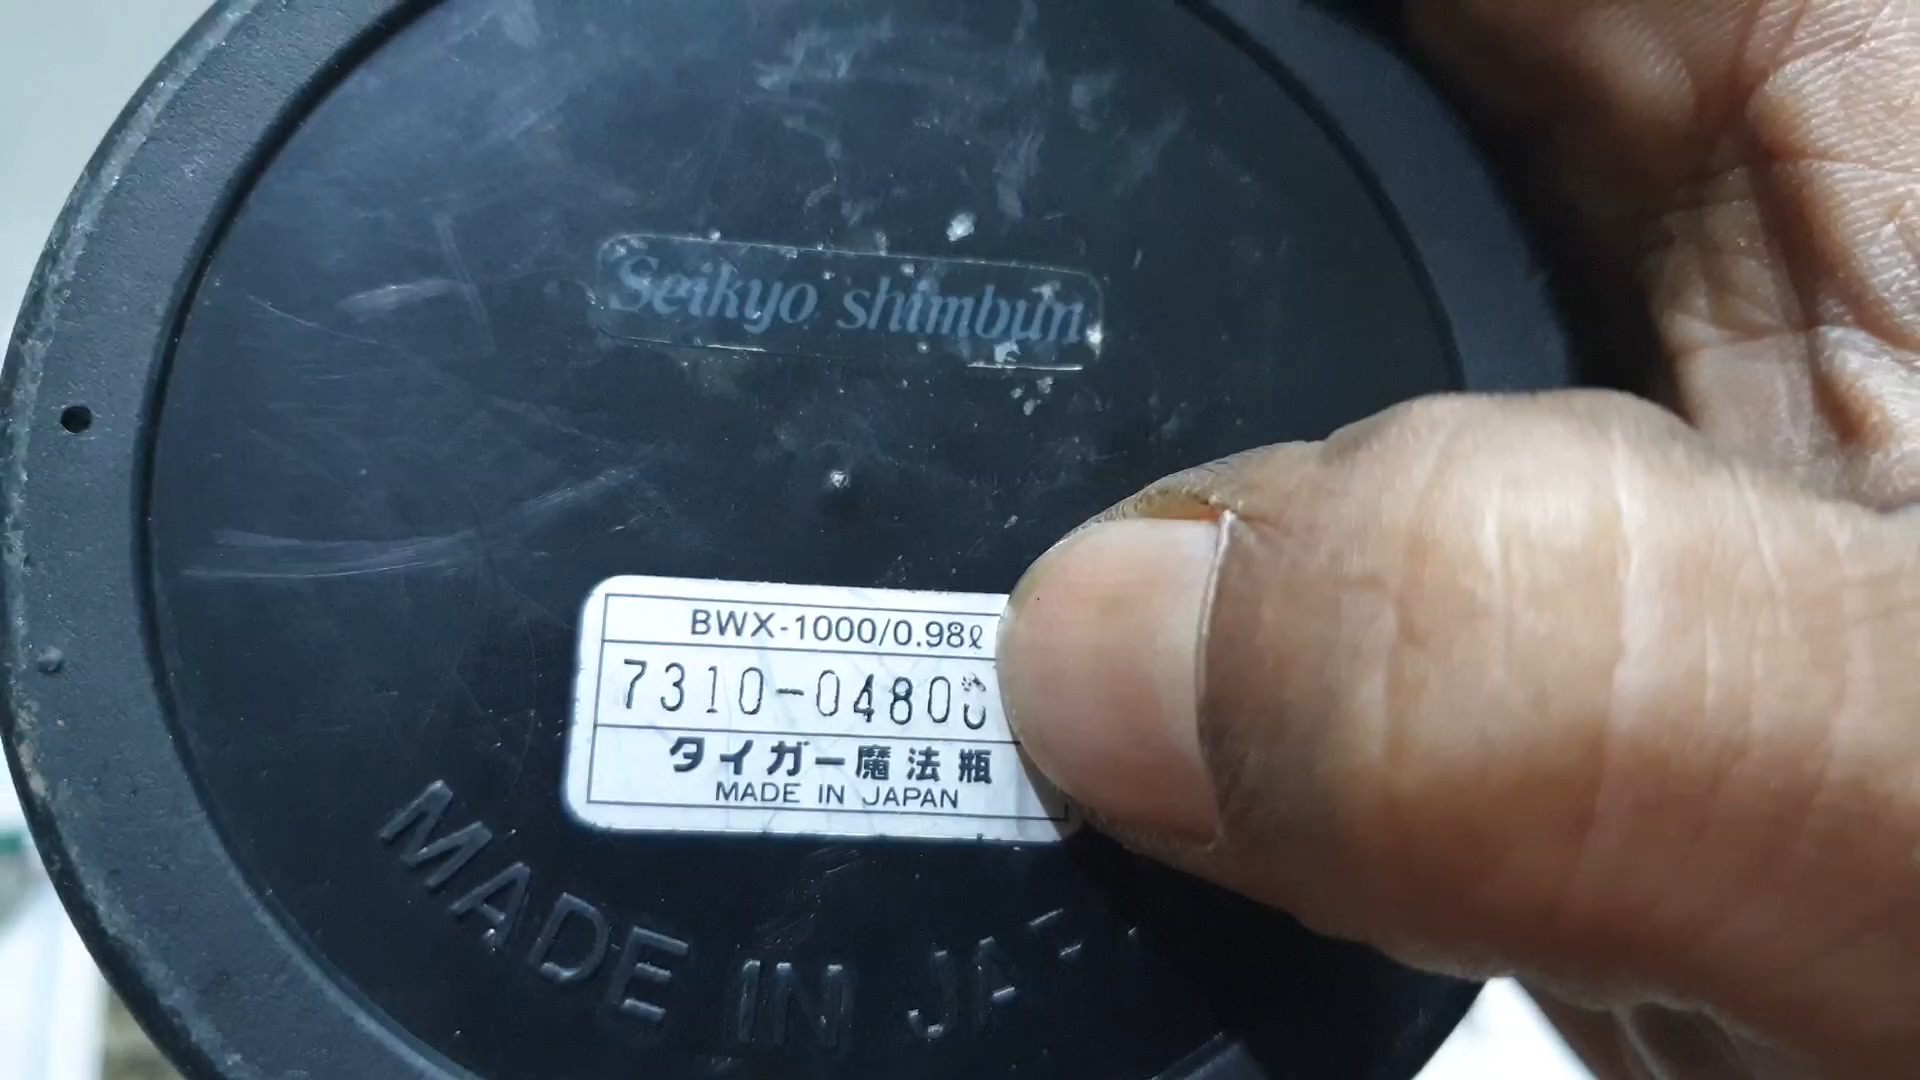 Seikyo shimbun
BWX-1000/0.98ℓ
7310-0480
タイガー魔法瓶
MADE IN JAPAN
MADE IN